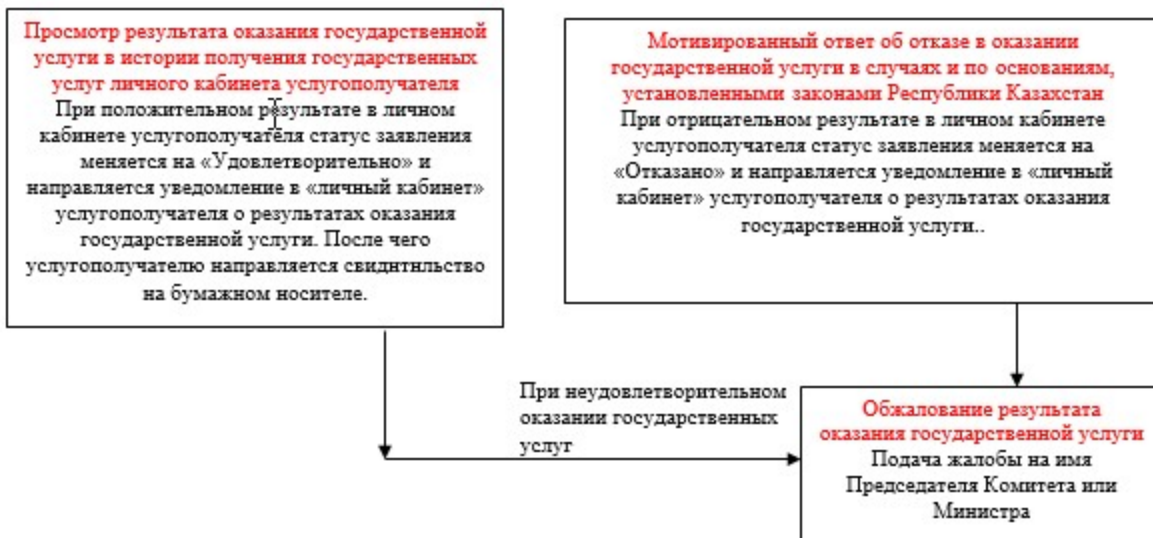 Просмотр результата оказания государственной
услуги в истории получения государственных
услуг личного кабинета услугополучателя
При положительном результате в личном
кабинете услугополучателя статус заявления
меняется на «Удовлетворительно» и
направляется уведомление в «личный кабинет»
услугополучателя о результатах оказания
государственной услуги. После чего
услугополучателю направляется свиднтнльство
на бумажном носителе.
Мотивированный ответ об отказе в оказании
государственной услуги в случаях и по основаниям,
установленными законами Республики Казахстан
При отрицательном результате в личном кабинете
услугополучателя статус заявления меняется на
«Отказано» и направляется уведомление в «личный
кабинет» услугополучателя о результатах оказания
государственной услуги..
При неудовлетворительном
оказании государственных
услуг
Обжалование результата
оказания государственной услуги
Подача жалобы на имя
Председателя Комитета или
Министра